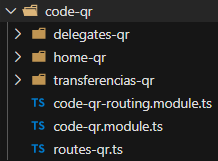 code-qr
delegates-qr
home-qr
transferencias-qr
TS code-qr-routing.module.ts
TS code-qr.module.ts
TS routes-qr.ts